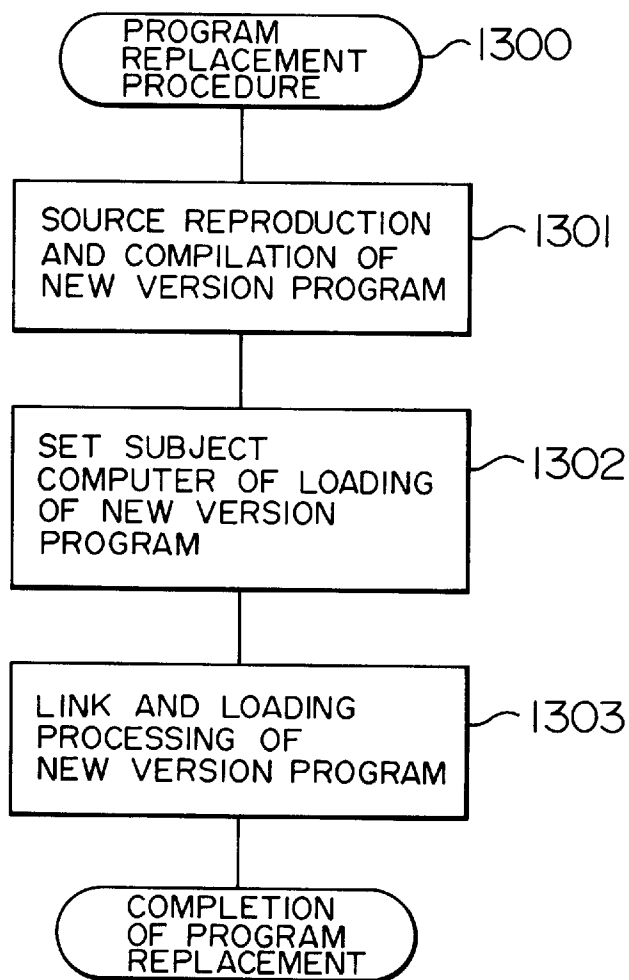 PROGRAM
REPLACEMENT
PROCEDURE
1300
SOURCE REPRODUCTION
AND COMPILATION OF
NEW VERSION PROGRAM
1301
SET SUBJECT
COMPUTER OF LOADING
OF NEW VERSION
PROGRAM
1302
LINK AND LOADING
PROCESSING OF
NEW VERSION PROGRAM
1303
COMPLETION
OF PROGRAM
REPLACEMENT